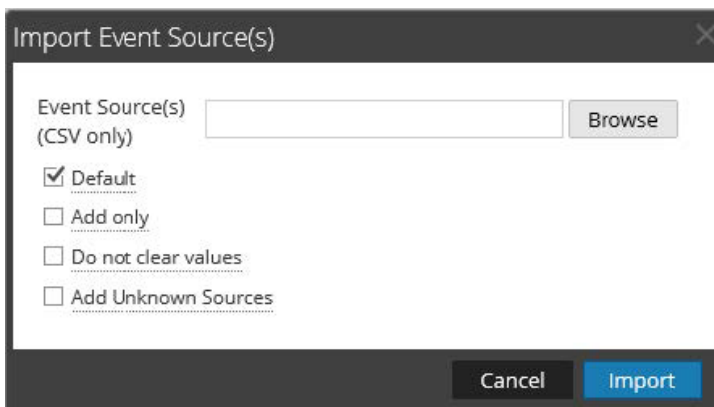 Import Event Source(s)
Event Source(s)
(CSV only)
Browse
Default
Add only
Do not clear values
Add Unknown Sources
Cancel
Import